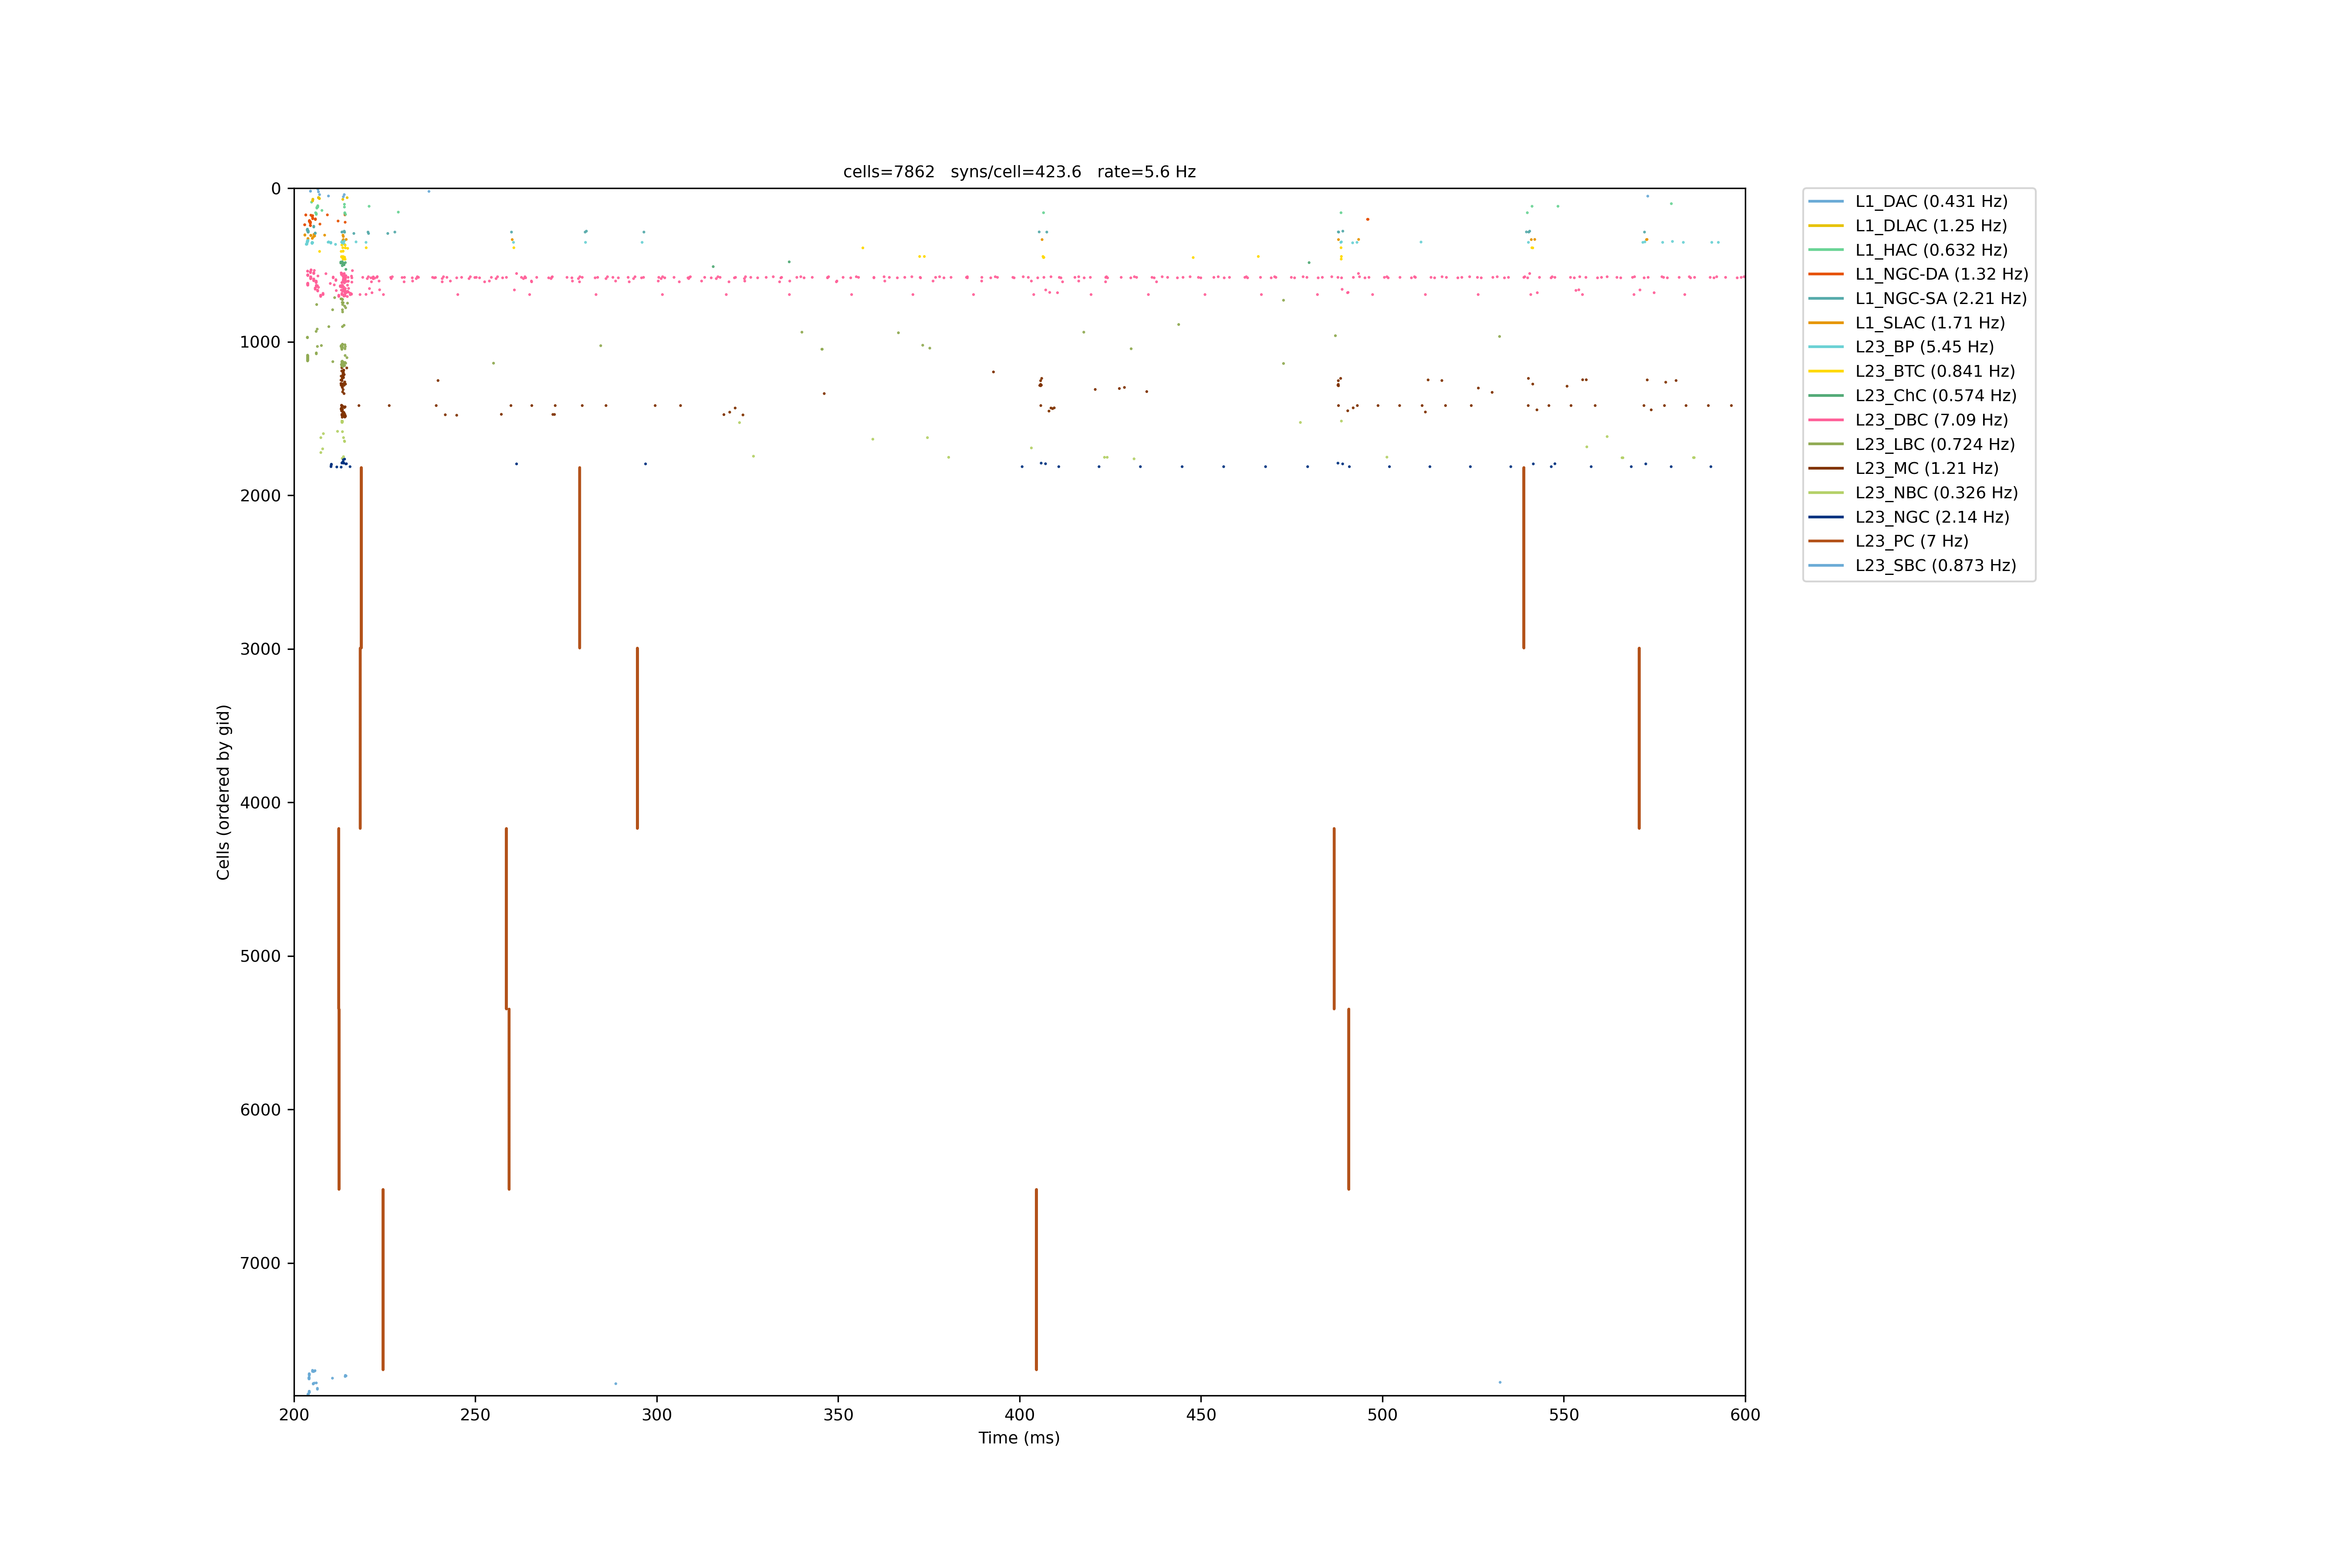 cells=7862   syns/cell=423.6   rate=5.6 Hz
Cells (ordered by gid)
0
1000
2000
3000
4000
5000
6000
7000
200
250
300
350
400
450
500
550
600
Time (ms)
L1_DAC (0.431 Hz)
L1_DLAC (1.25 Hz)
L1_HAC (0.632 Hz)
L1_NGC-DA (1.32 Hz)
L1_NGC-SA (2.21 Hz)
L1_SLAC (1.71 Hz)
L23_BP (5.45 Hz)
L23_BTC (0.841 Hz)
L23_ChC (0.574 Hz)
L23_DBC (7.09 Hz)
L23_LBC (0.724 Hz)
L23_MC (1.21 Hz)
L23_NBC (0.326 Hz)
L23_NGC (2.14 Hz)
L23_PC (7 Hz)
L23_SBC (0.873 Hz)